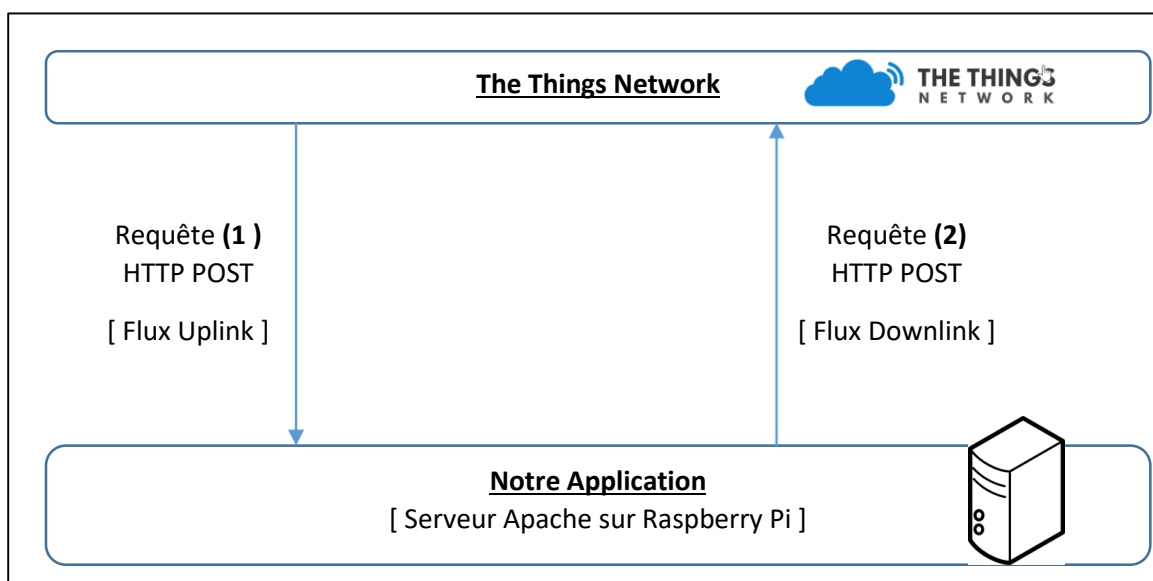 The Things Network
THE THINGS
NETWORK
Requête (1 )
HTTP POST
[ Flux Uplink ]
Requête (2)
HTTP POST
[ Flux Downlink ]
Notre Application
[ Serveur Apache sur Raspberry Pi ]